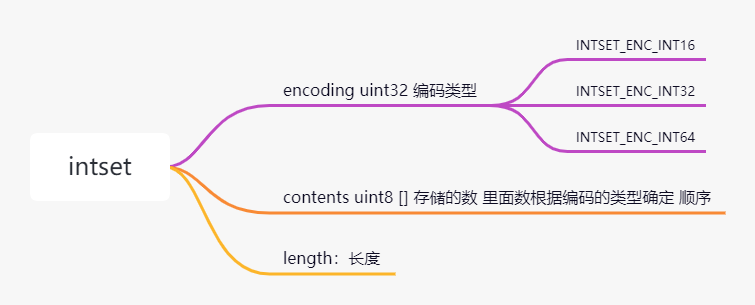 intset
encoding uint32 编码类型
INTSET_ENC_INT16
INTSET_ENC_INT32
INTSET_ENC_INT64
contents uint8 [] 存储的数 里面数根据编码的类型确定 顺序
length：长度